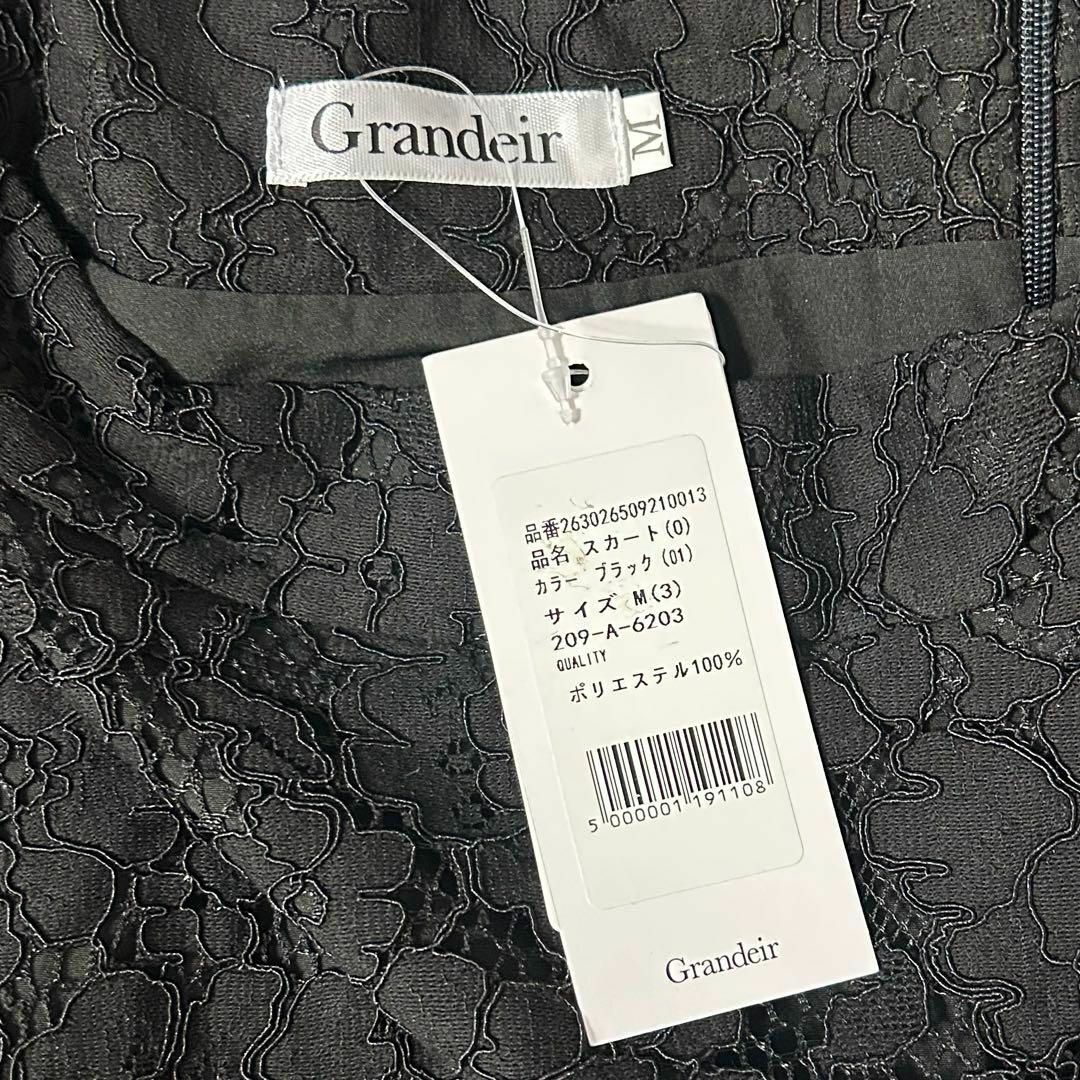 Grandeir
M
品番263026509210013
品名 スカート(0)
カラー ブラック(01)
サイズ M(3)
209-A-6203
QUALITY
ポリエステル100%
5 000001 191108
Grandeir